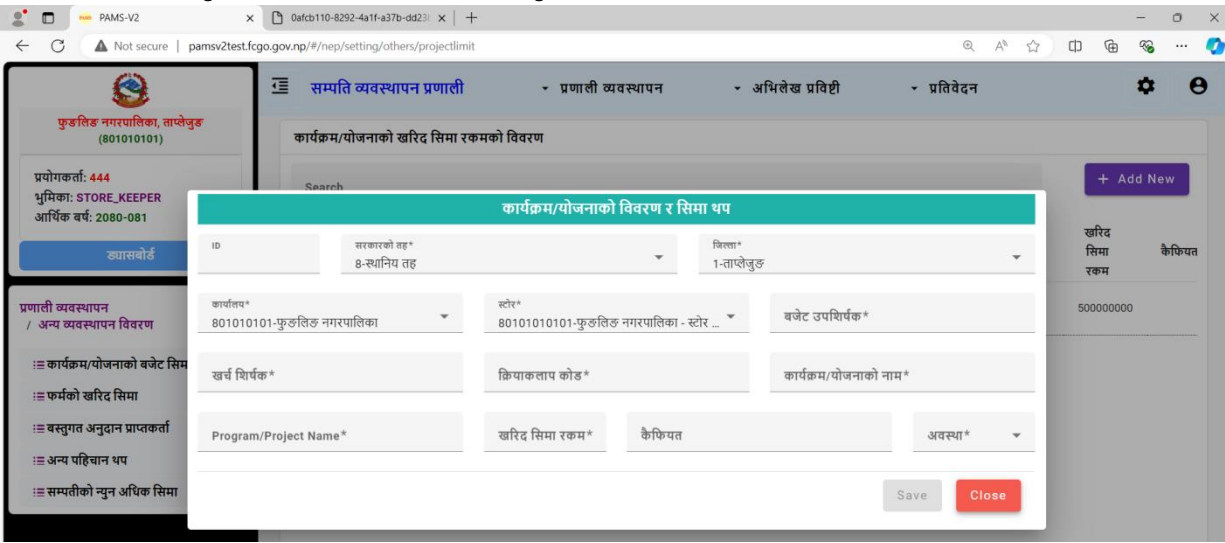 PAMS-V2
0afcb110-8292-4a1f-a37b-dd23
Not secure | pamsv2test.fcgo.gov.np/#/nep/setting/others/projectlimit
फुङलिङ नगरपालिका, ताप्लेजुङ
(801010101)
सम्पति व्यवस्थापन प्रणाली
प्रणाली व्यवस्थापन
अभिलेख प्रविष्टी
प्रतिवेदन
कार्यक्रम/योजनाको खरिद सिमा रकमको विवरण
प्रयोगकर्ता: 444
भुमिका: STORE_KEEPER
आर्थिक बर्ष: 2080-081
ड्यासबोर्ड
Search
+ Add New
खरिद
सिमा
रकम
कैफियत
500000000
प्रणाली व्यवस्थापन
/ अन्य व्यवस्थापन विवरण
कार्यक्रम/योजनाको बजेट सिम
फर्मको खरिद सिमा
वस्तुगत अनुदान प्राप्तकर्ता
अन्य पहिचान थप
सम्पतीको न्युन अधिक सिमा
कार्यक्रम/योजनाको विवरण र सिमा थप
ID
सरकारको तह*
8-स्थानिय तह
जिल्ला*
1-ताप्लेजुङ
कार्यालय*
801010101-फुङलिङ नगरपालिका
स्टोर*
80101010101-फुङलिङ नगरपालिका - स्टोर ...
बजेट उपशिर्षक*
खर्च शिर्षक*
क्रियाकलाप कोड*
कार्यक्रम/योजनाको नाम*
Program/Project Name*
खरिद सिमा रकम*
कैफियत
अवस्था*
Save
Close